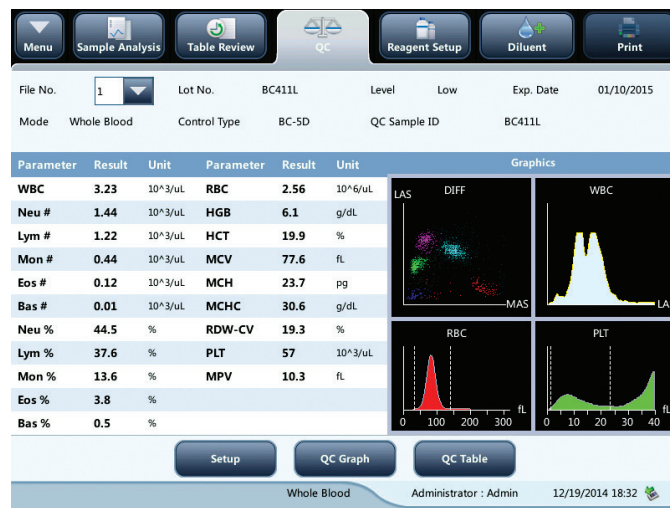 Menu Sample Analysis Table Review QC Reagent Setup Diluent Print
File No. 1 Lot No. BC411L Level Low Exp. Date 01/10/2015
Mode Whole Blood Control Type BC-5D QC Sample ID BC411L
Parameter Result Unit Parameter Result Unit Graphics
WBC 3.23 10^3/uL RBC 2.56 10^6/uL
Neu # 1.44 10^3/uL HGB 6.1 g/dL
Lym # 1.22 10^3/uL HCT 19.9 %
Mon # 0.44 10^3/uL MCV 77.6 fL
Eos # 0.12 10^3/uL MCH 23.7 pg
Bas # 0.01 10^3/uL MCHC 30.6 g/dL
Neu % 44.5 % RDW-CV 19.3 %
Lym % 37.6 % PLT 57 10^3/uL
Mon % 13.6 % MPV 10.3 fL
Eos % 3.8 %
Bas % 0.5 %
LAS DIFF
MAS
WBC
LA
RBC
0 100 200 300 fL
PLT
0 10 20 30 40 fL
Setup QC Graph QC Table
Whole Blood Administrator : Admin 12/19/2014 18:32